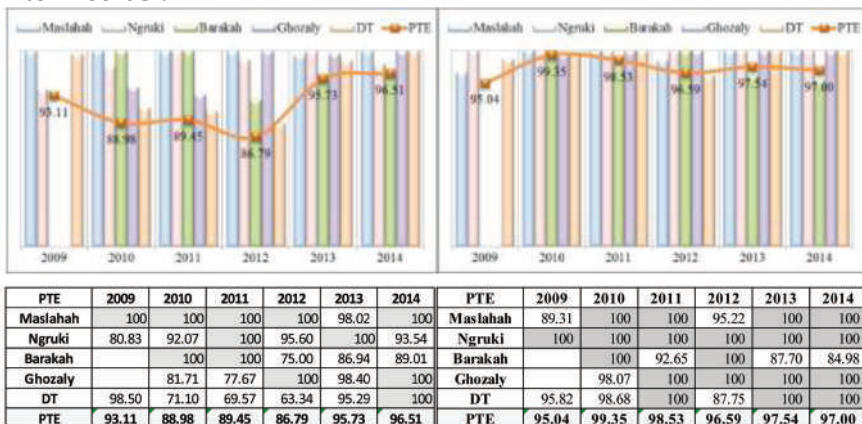 Maslahah Ngruki Barakah Ghozaly DT PTE
93.11 88.98 89.45 86.79 95.73 96.51
2009 2010 2011 2012 2013 2014
Maslahah Ngruki Barakah Ghozaly DT PTE
95.04 99.35 98.53 96.59 97.54 97.00
2009 2010 2011 2012 2013 2014
PTE 2009 2010 2011 2012 2013 2014
Maslahah 100 100 100 100 98.02 100
Ngruki 80.83 92.07 100 95.60 100 93.54
Barakah 100 100 75.00 86.94 89.01
Ghozaly 81.71 77.67 100 98.40 100
DT 98.50 71.10 69.57 63.34 95.29 100
PTE 93.11 88.98 89.45 86.79 95.73 96.51
PTE 2009 2010 2011 2012 2013 2014
Maslahah 89.31 100 100 95.22 100 100
Ngruki 100 100 100 100 100 100
Barakah 100 92.65 100 87.70 84.98
Ghozaly 98.07 100 100 100 100
DT 95.82 98.68 100 87.75 100 100
PTE 95.04 99.35 98.53 96.59 97.54 97.00